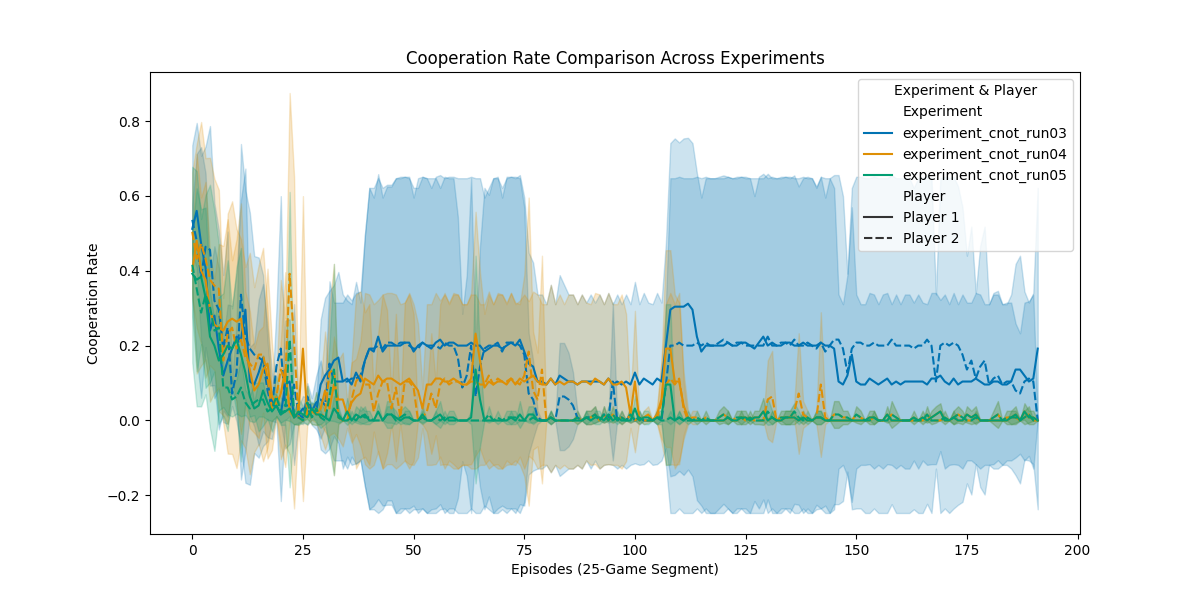 Cooperation Rate Comparison Across Experiments
Experiment & Player
Experiment
experiment_cnot_run03
experiment_cnot_run04
experiment_cnot_run05
Player
Player 1
Player 2
Cooperation Rate
0.8
0.6
0.4
0.2
0.0
−0.2
0
25
50
75
100
125
150
175
200
Episodes (25-Game Segment)